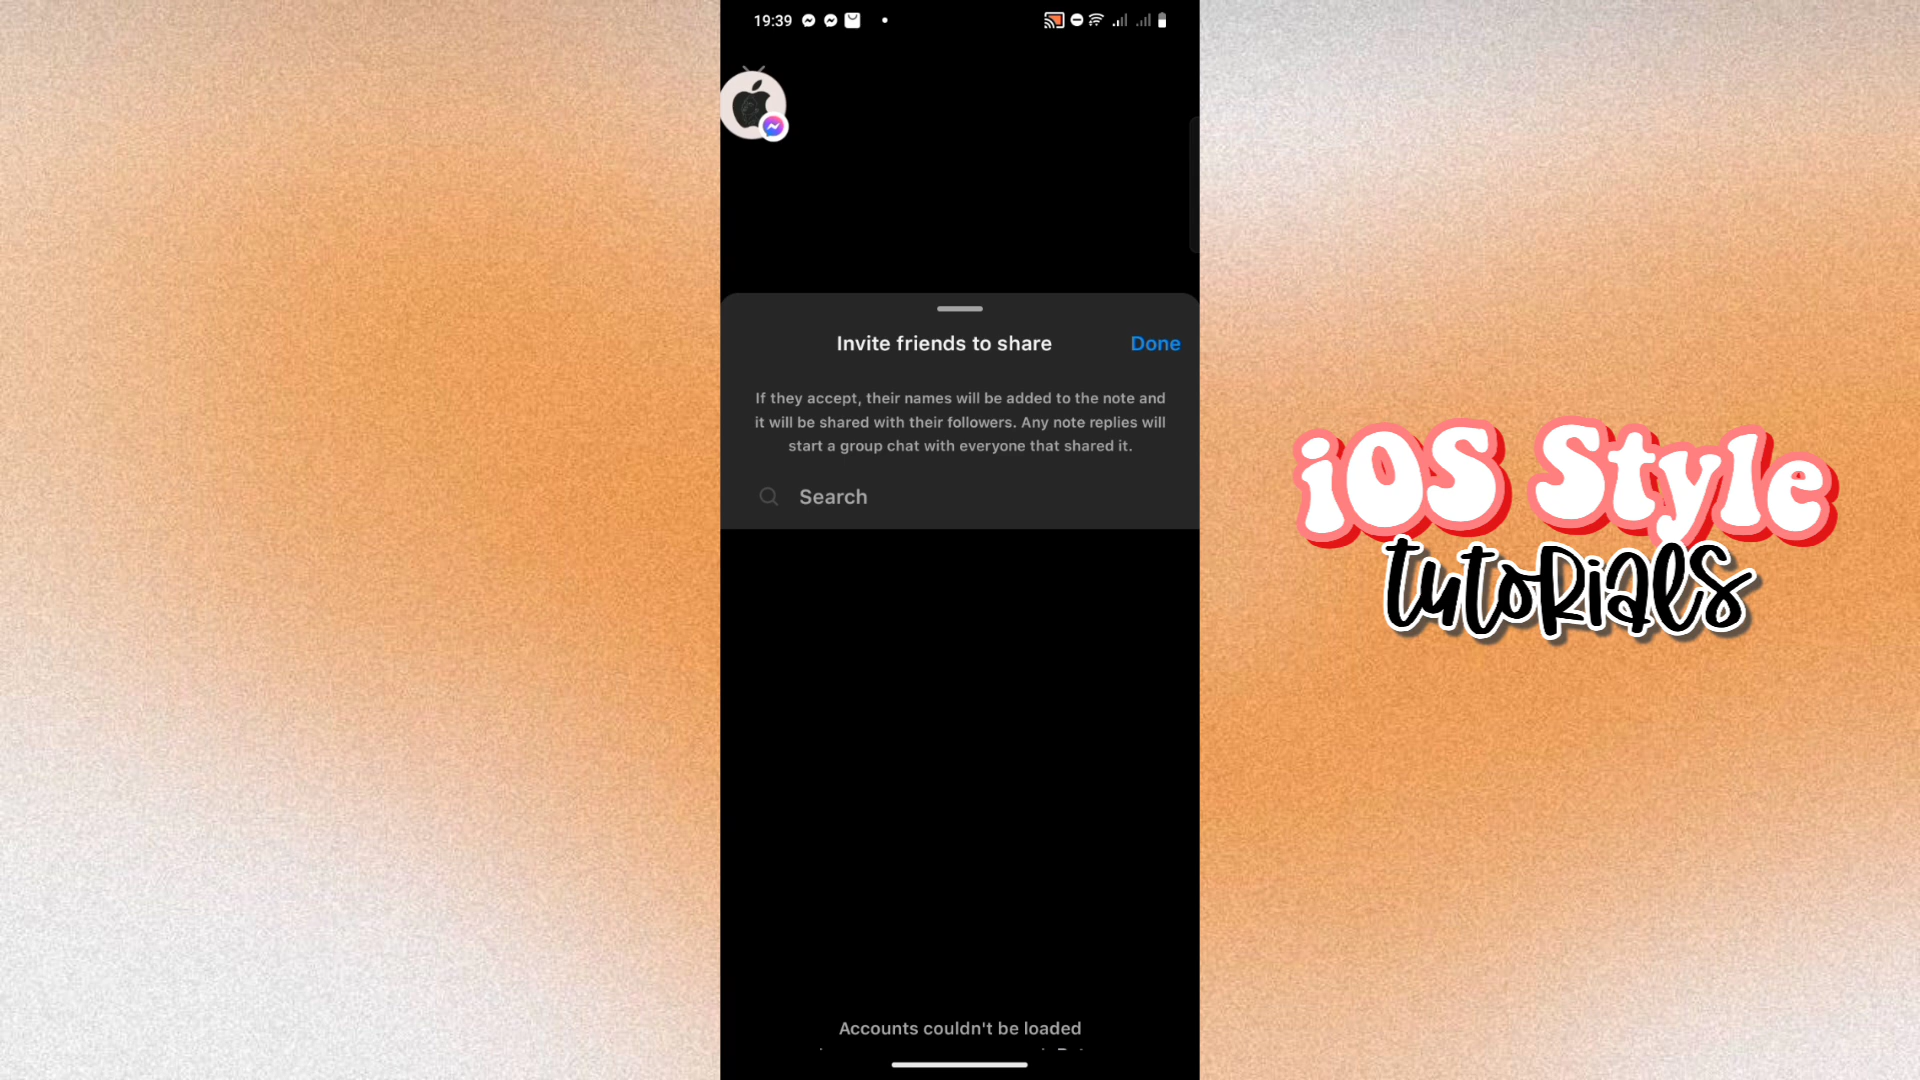 19:39
Invite friends to share
Done
If they accept, their names will be added to the note and
it will be shared with their followers. Any note replies will
start a group chat with everyone that shared it.
Search
iOS Style
tutorials
Accounts couldn't be loaded